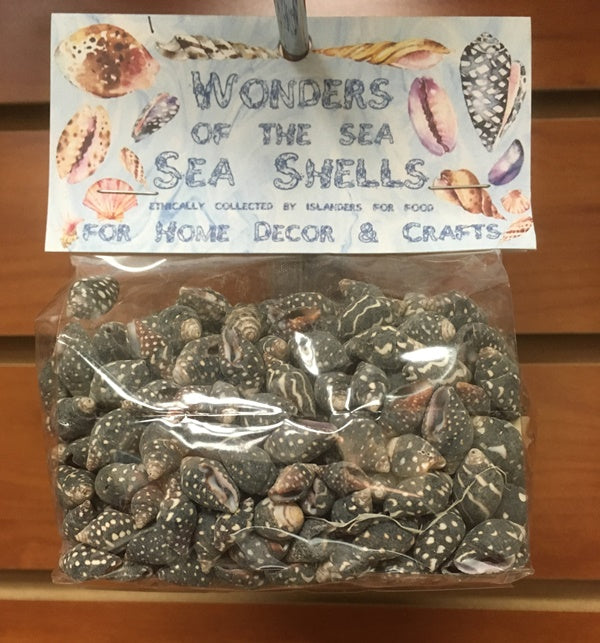 WONDERS
OF THE SEA
SEA SHELLS
ETHICALLY COLLECTED BY ISLANDERS FOR FOOD
FOR HOME DECOR & CRAFTS